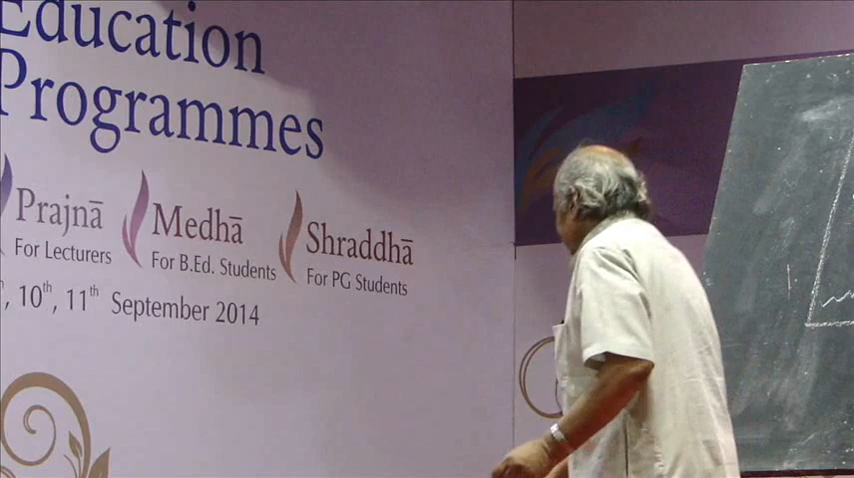 Education
Programmes
Prajnā Medhā Shraddhā
For Lecturers For B.Ed. Students For PG Students
10th, 11th September 2014